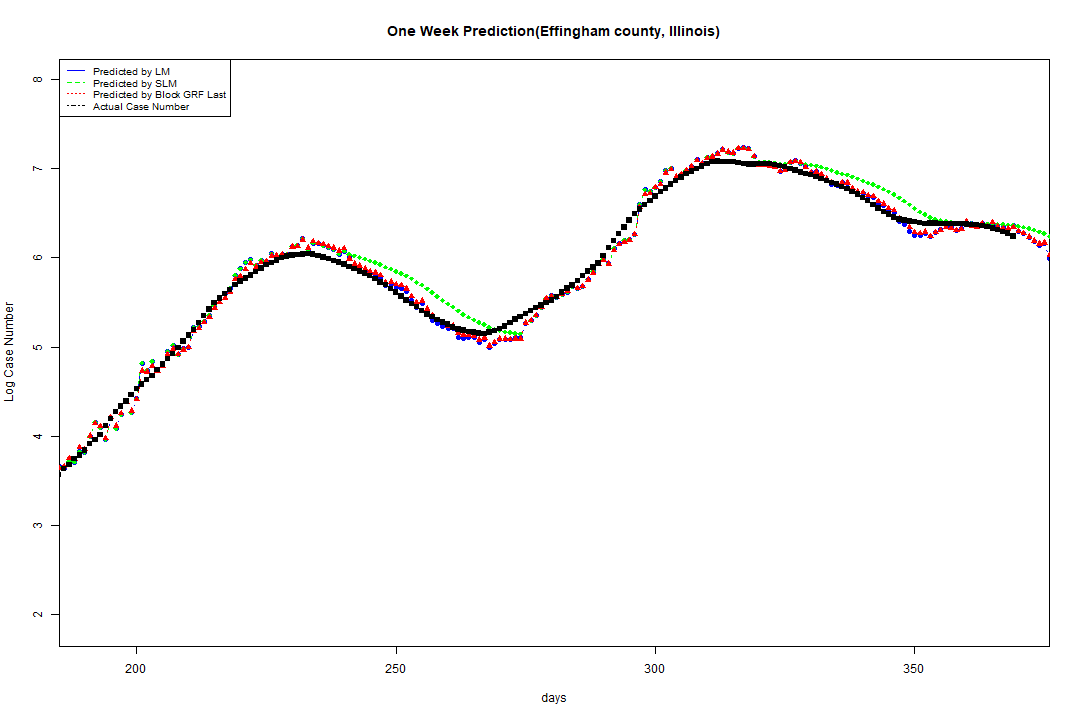 One Week Prediction(Effingham county, Illinois)
Predicted by LM
Predicted by SLM
Predicted by Block GRF Last
Actual Case Number
8
7
6
5
4
3
2
Log Case Number
200
250
300
350
days